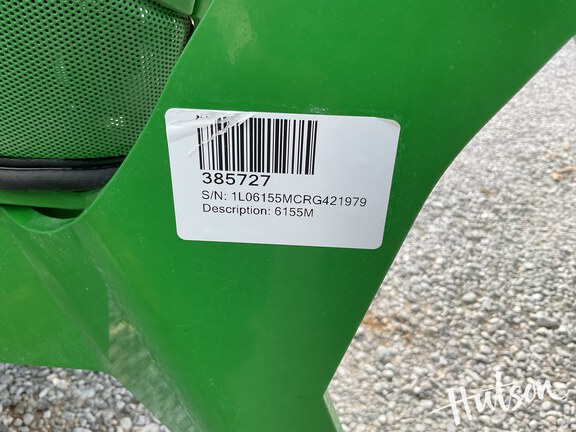 385727
S/N: 1L06155MCRG421979
Description: 6155M
Hutson